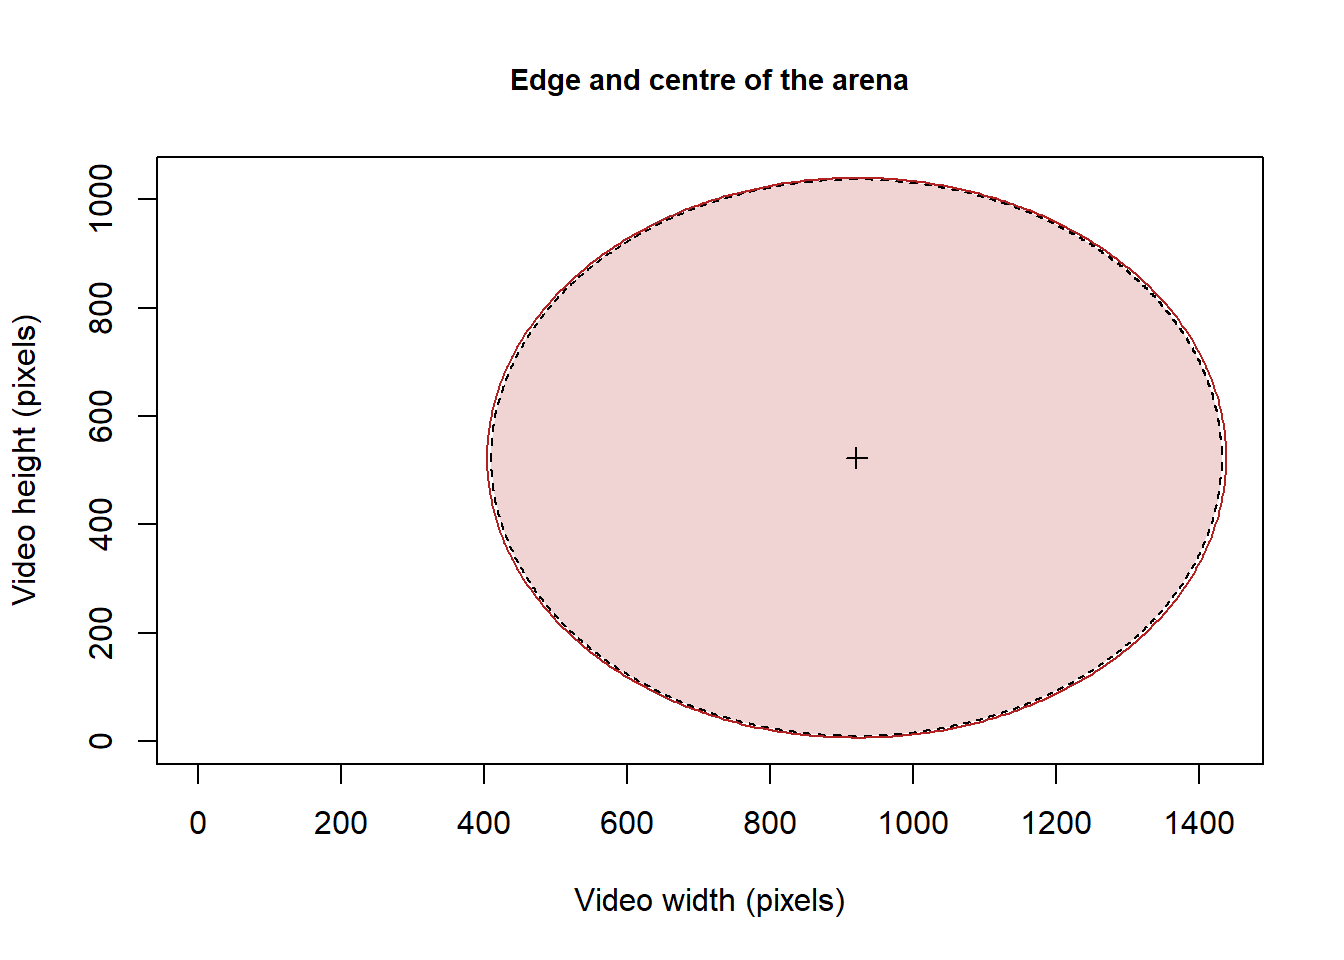 Edge and centre of the arena
Video height (pixels)
1000
800
600
400
200
0
0 200 400 600 800 1000 1200 1400
Video width (pixels)